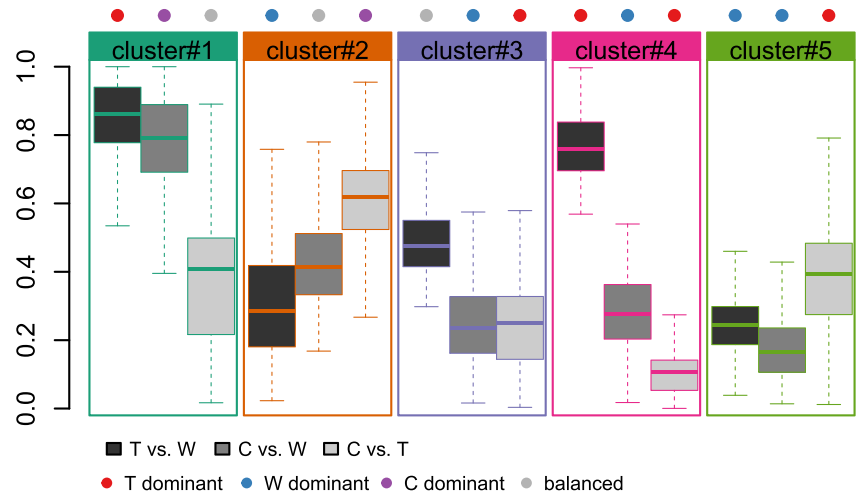 cluster#1 cluster#2 cluster#3 cluster#4 cluster#5
1.0
0.8
0.6
0.4
0.2
0.0
T vs. W C vs. W C vs. T
T dominant W dominant C dominant balanced